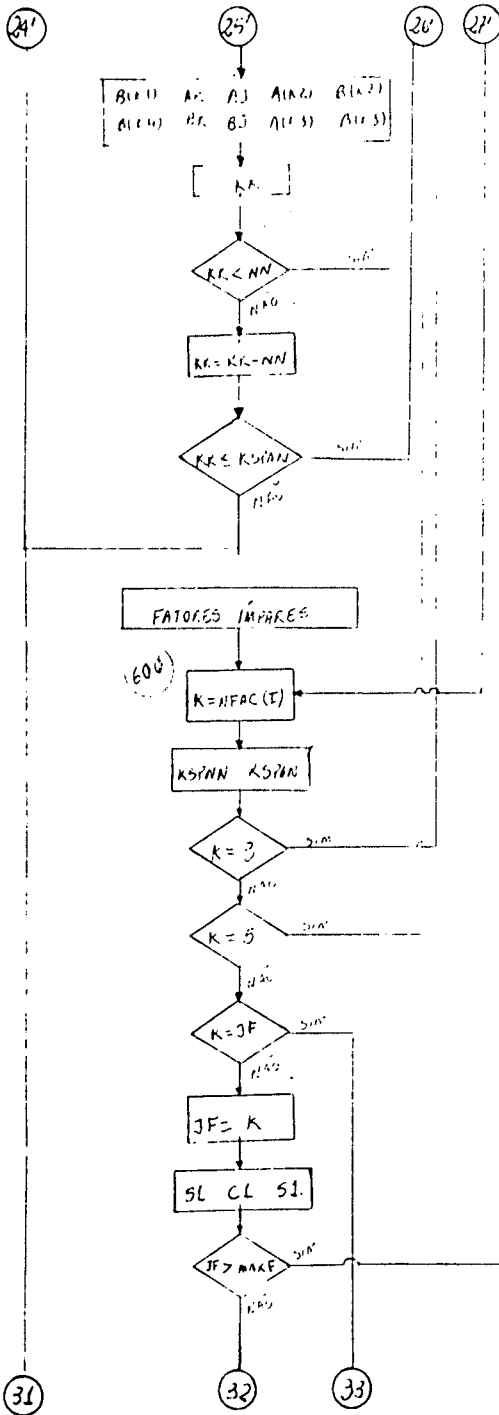 24' 25' 26' 27'
B(K1) AK AJ A(K2) B(K2)
B(K4) BK BJ A(K3) B(K3)
KK
KK < NN SIM
NÃO
KK = KK-NN
KK ≤ KSPAN SIM
NÃO
FATORES ÍMPARES
600
K=NFAC(I)
KSPNN KSPAN
K = 3 SIM
NÃO
K = 5 SIM
NÃO
K = JF SIM
NÃO
JF = K
SL CL S1.
JF > MAXF SIM
NÃO
31 32 33